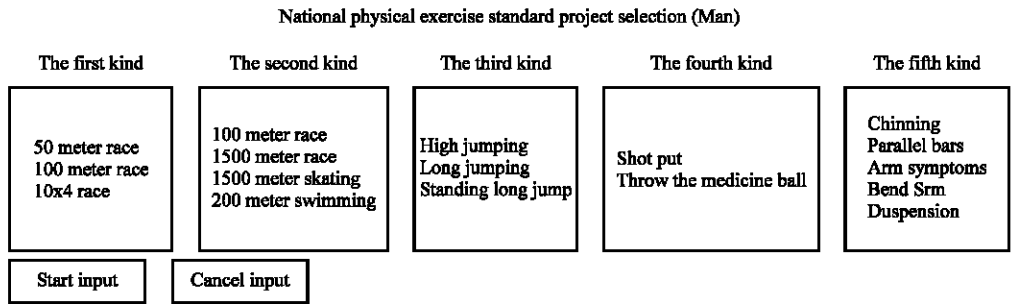 National physical exercise standard project selection (Man)
The first kind
50 meter race
100 meter race
10x4 race
The second kind
100 meter race
1500 meter race
1500 meter skating
200 meter swimming
The third kind
High jumping
Long jumping
Standing long jump
The fourth kind
Shot put
Throw the medicine ball
The fifth kind
Chinning
Parallel bars
Arm symptoms
Bend Srm
Duspension
Start input
Cancel input